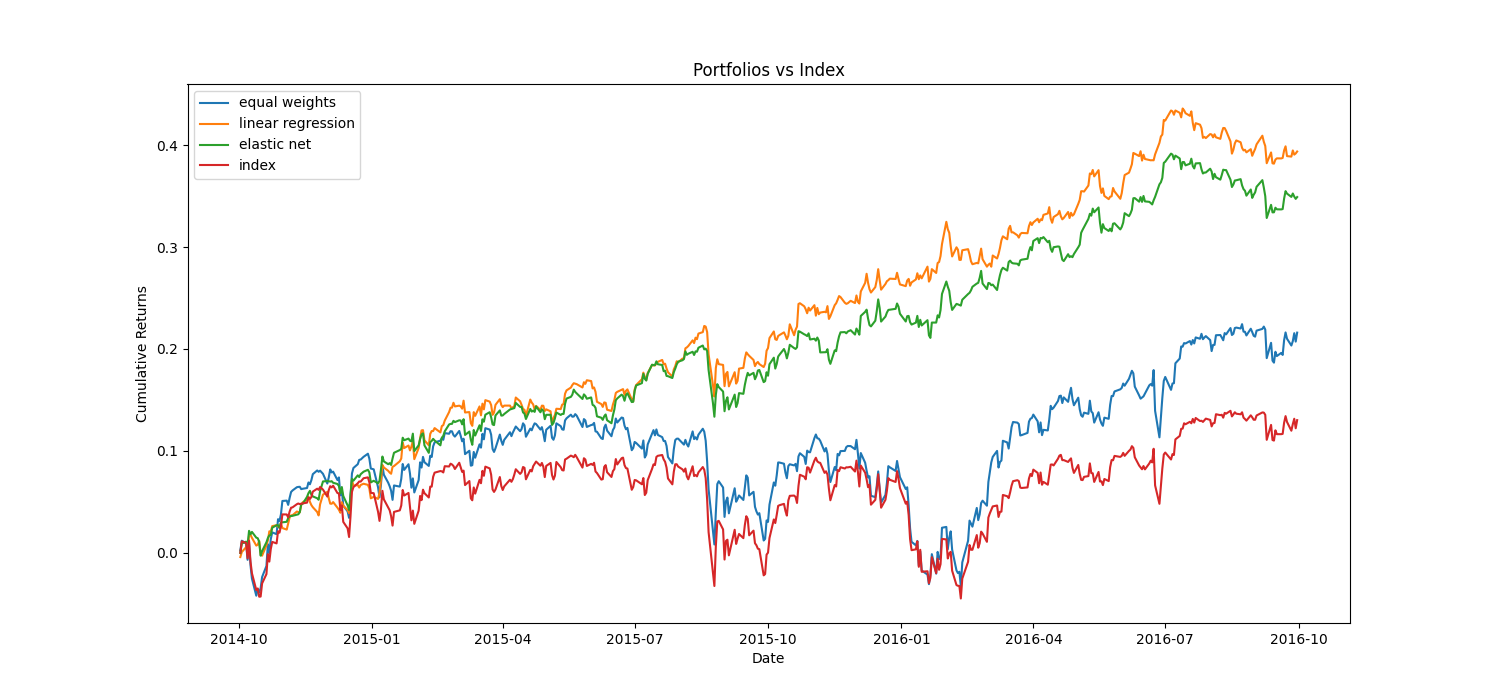 Portfolios vs Index
equal weights
linear regression
elastic net
index
Cumulative Returns
0.4
0.3
0.2
0.1
0.0
2014-10 2015-01 2015-04 2015-07 2015-10 2016-01 2016-04 2016-07 2016-10
Date